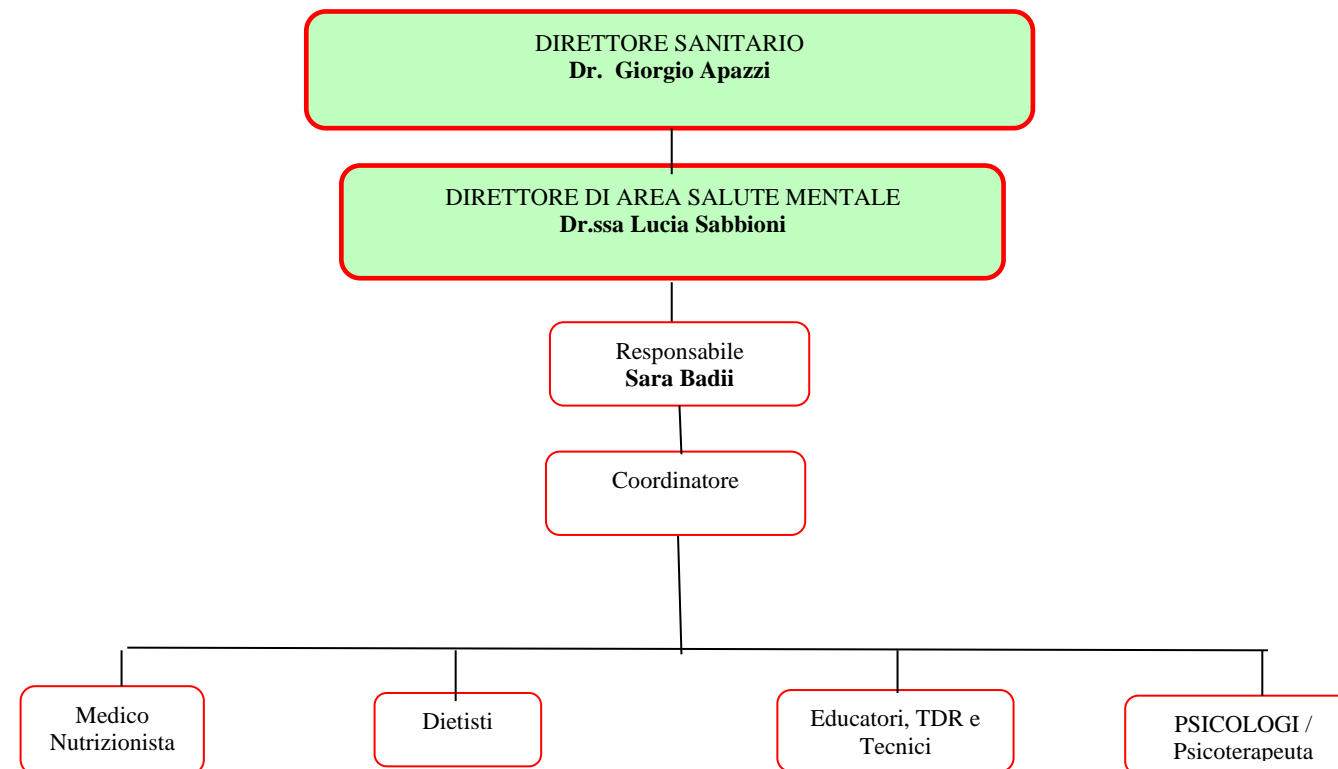 DIRETTORE SANITARIO
Dr. Giorgio Apazzi
DIRETTORE DI AREA SALUTE MENTALE
Dr.ssa Lucia Sabbioni
Responsabile
Sara Badii
Coordinatore
Medico
Nutrizionista
Dietisti
Educatori, TDR e
Tecnici
PSICOLOGI /
Psicoterapeuta